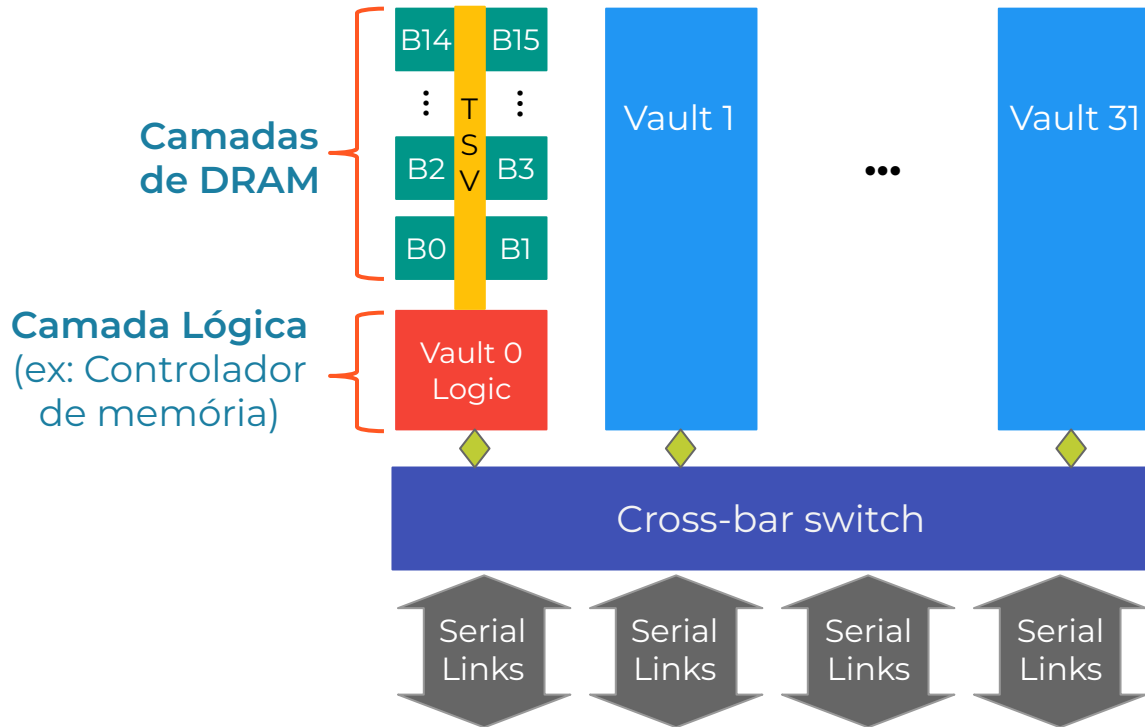 B14
B15
Camadas
de DRAM
T
S
V
B2
B3
B0
B1
Vault 1
...
Vault 31
Camada Lógica
(ex: Controlador
de memória)
Vault 0
Logic
Cross-bar switch
Serial
Links
Serial
Links
Serial
Links
Serial
Links